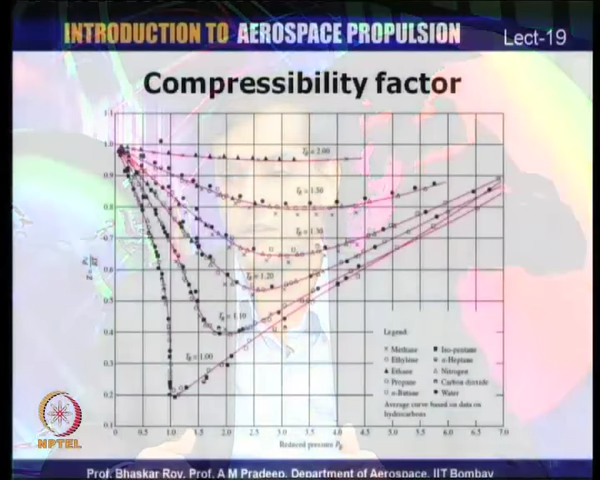 INTRODUCTION TO AEROSPACE PROPULSION
Lect-19
Compressibility factor
1.1
1.0
0.9
0.8
0.7
0.6
0.5
0.4
0.3
0.2
0.1
T_R = 2.00
T_R = 1.50
T_R = 1.30
T_R = 1.20
T_R = 1.10
T_R = 1.00
Legend:
× Methane ■ Iso-pentane
○ Ethylene n-Heptane
▲ Ethane △ Nitrogen
Propane Carbon dioxide
n-Butane ● Water
Average curve based on data on
hydrocarbons
0 0.5 1.0 1.5 2.0 2.5 3.0 3.5 4.0 4.5 5.0 5.5 6.0 6.5 7.0
Reduced pressure P_R
NPTEL
Prof. Bhaskar Roy, Prof. A M Pradeep, Department of Aerospace, IIT Bombay